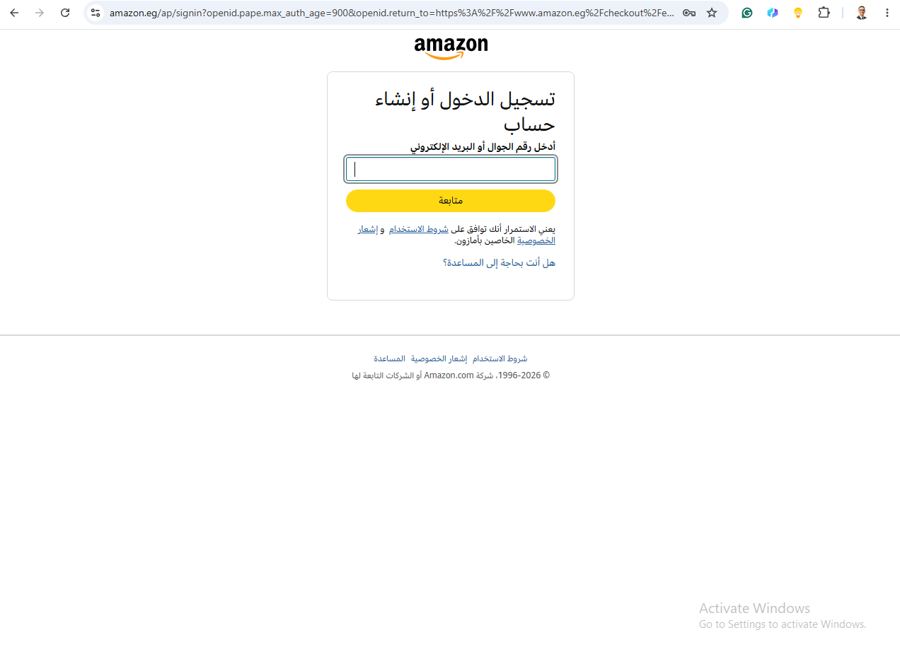 amazon.eg/ap/signin?openid.pape.max_auth_age=900&openid.return_to=https%3A%2F%2Fwww.amazon.eg%2Fcheckout%2Fe...
amazon
تسجيل الدخول أو إنشاء
حساب
أدخل رقم الجوال أو البريد الإلكتروني
متابعة
يعني الاستمرار أنك توافق على شروط الاستخدام و إشعار
الخصوصية الخاصين بأمازون.
هل أنت بحاجة إلى المساعدة؟
شروط الاستخدام إشعار الخصوصية المساعدة
© 1996-2026، شركة Amazon.com أو الشركات التابعة لها
Activate Windows
Go to Settings to activate Windows.